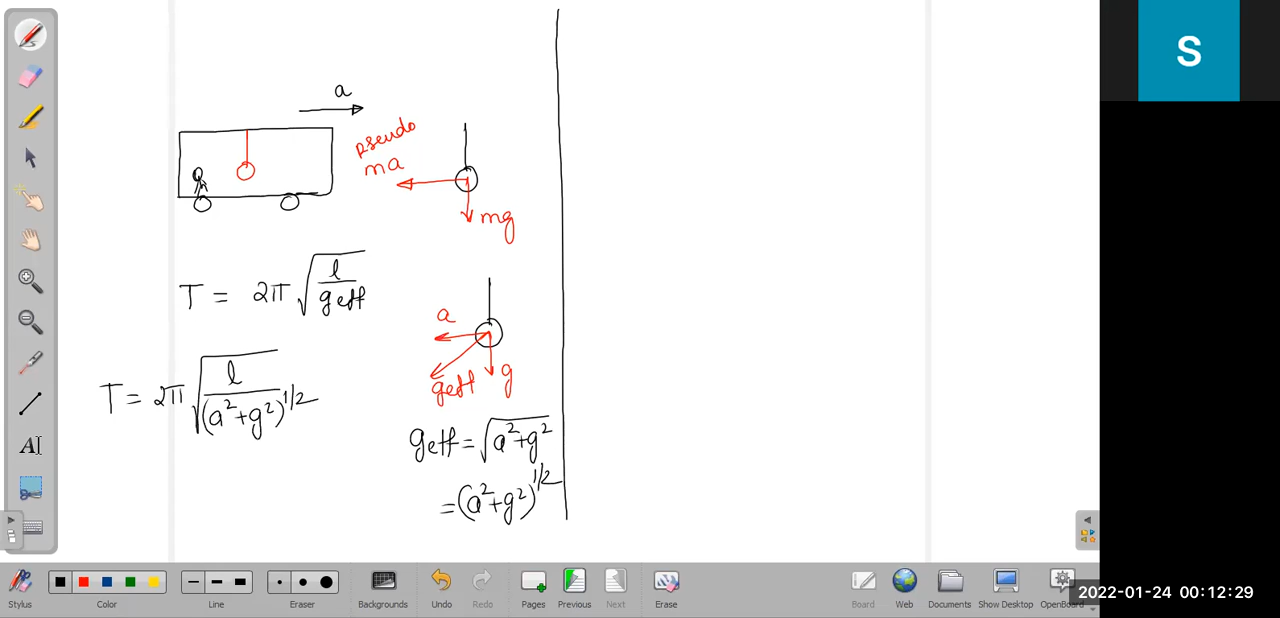 S
a
pseudo
ma
mg
T = 2π √(l/geff)
a
g
geff
T = 2π √(l/(a²+g²)^1/2)
geff = √(a²+g²)
= (a²+g²)^1/2
Stylus
Color
Line
Eraser
Backgrounds
Undo
Redo
Pages
Previous
Next
Erase
Board
Web
Documents
Show Desktop
OpenBoard
2022-01-24 00:12:29